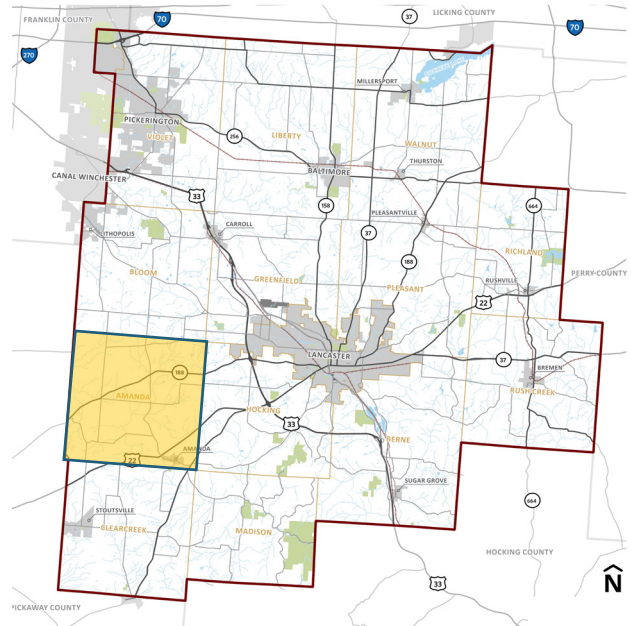 FRANKLIN COUNTY
70
37
LICKING COUNTY
70
270
MILLERSPORT
PICKERINGTON
VIOLET
256
LIBERTY
WALNUT
THURSTON
BALTIMORE
CANAL WINCHESTER
33
158
PLEASANTVILLE
664
LITHOPOLIS
CARROLL
37
RICHLAND
188
BLOOM
GREENFIELD
PLEASANT
RUSHVILLE
PERRY COUNTY
22
LANCASTER
37
188
BREMEN
AMANDA
RUSH CREEK
HOCKING
33
BERNE
AMANDA
22
SUGAR GROVE
664
STOUTSVILLE
CLEARCREEK
MADISON
HOCKING COUNTY
33
N
PICKAWAY COUNTY